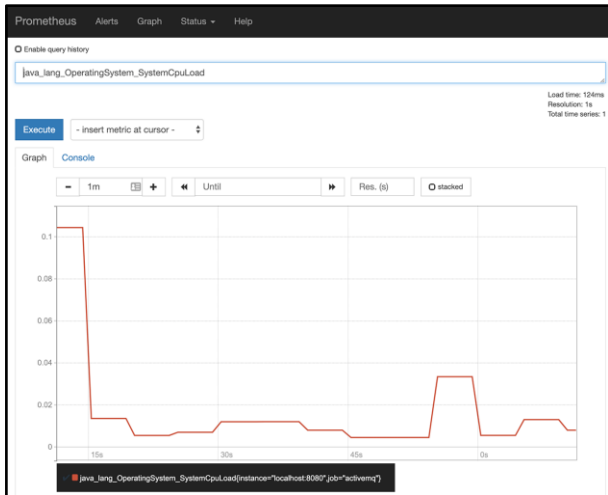 Prometheus Alerts Graph Status Help
Enable query history
java_lang_OperatingSystem_SystemCpuLoad
Load time: 124ms
Resolution: 1s
Total time series: 1
Execute - insert metric at cursor -
Graph Console
− 1m + Until Res. (s) stacked
0.1
0.08
0.06
0.04
0.02
0
15s 30s 45s 0s
java_lang_OperatingSystem_SystemCpuLoad{instance="localhost:8080",job="activemq"}